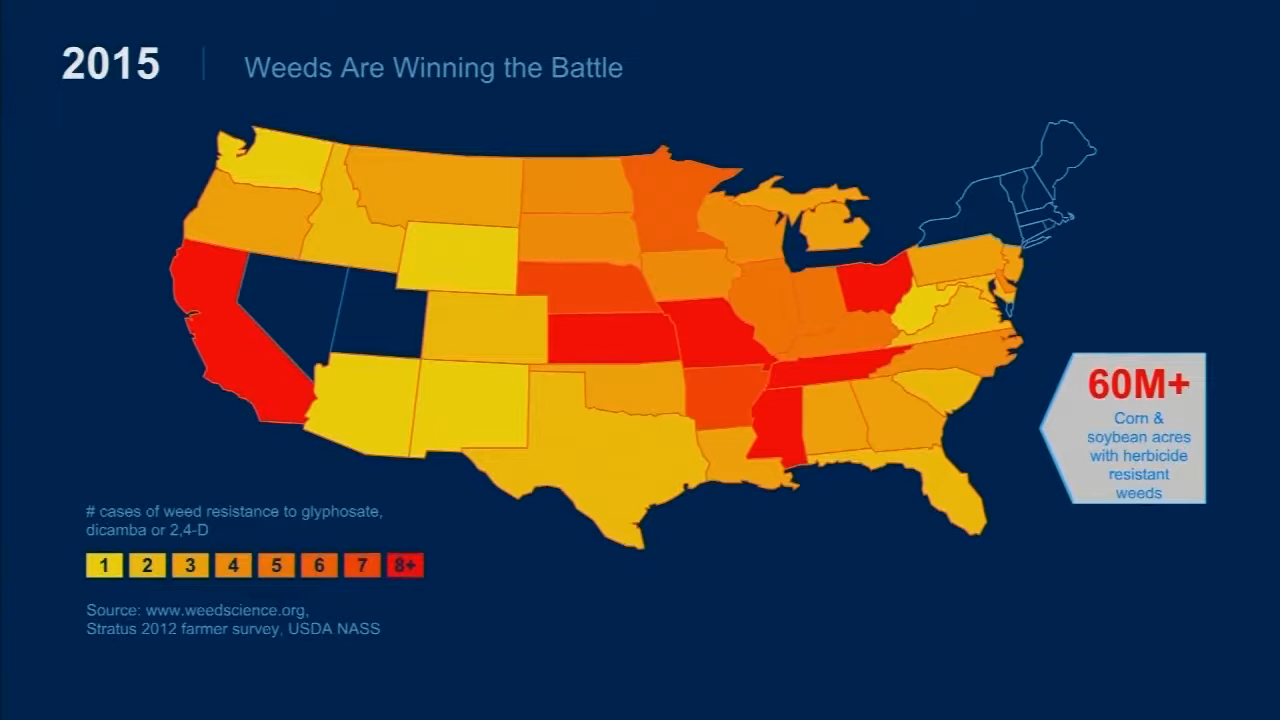 2015
Weeds Are Winning the Battle
60M+
Corn &
soybean acres
with herbicide
resistant
weeds
# cases of weed resistance to glyphosate,
dicamba or 2,4-D
1 2 3 4 5 6 7 8+
Source: www.weedscience.org,
Stratus 2012 farmer survey, USDA NASS